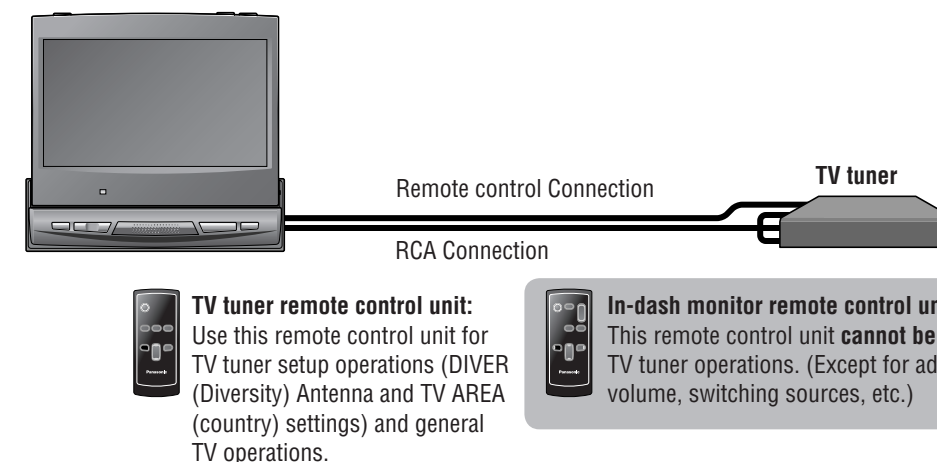 TV tuner
Remote control Connection
RCA Connection
TV tuner remote control unit:
Use this remote control unit for
TV tuner setup operations (DIVER
(Diversity) Antenna and TV AREA
(country) settings) and general
TV operations.
In-dash monitor remote control
This remote control unit cannot be
TV tuner operations. (Except for
volume, switching sources, etc.)
Panasonic
Panasonic